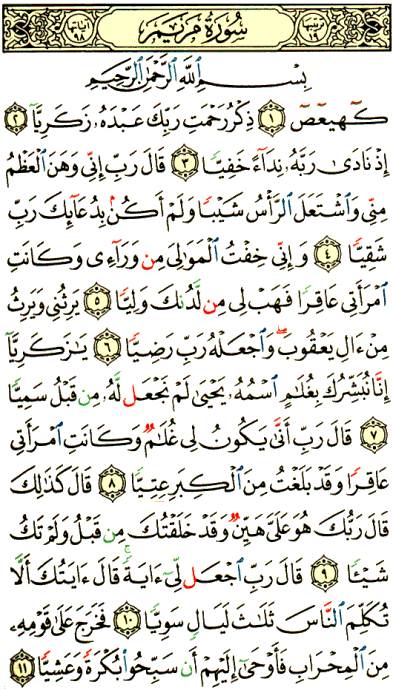 ترتيبها ١٩ سُورَةُ مَرْيَمَ آياتها ٩٨
بِسْمِ ٱللَّهِ ٱلرَّحْمَٰنِ ٱلرَّحِيمِ
كٓهيعٓصٓ ١ ذِكْرُ رَحْمَتِ رَبِّكَ عَبْدَهُۥ زَكَرِيَّآ ٢
إِذْ نَادَىٰ رَبَّهُۥ نِدَآءً خَفِيًّا ٣ قَالَ رَبِّ إِنِّى وَهَنَ ٱلْعَظْمُ
مِنِّى وَٱشْتَعَلَ ٱلرَّأْسُ شَيْبًا وَلَمْ أَكُنۢ بِدُعَآئِكَ رَبِّ
شَقِيًّا ٤ وَإِنِّى خِفْتُ ٱلْمَوَٰلِىَ مِن وَرَآءِى وَكَانَتِ
ٱمْرَأَتِى عَاقِرًا فَهَبْ لِى مِن لَّدُنكَ وَلِيًّا ٥ يَرِثُنِى وَيَرِثُ
مِنْ ءَالِ يَعْقُوبَ ۖ وَٱجْعَلْهُ رَبِّ رَضِيًّا ٦ يَٰزَكَرِيَّآ
إِنَّا نُبَشِّرُكَ بِغُلَٰمٍ ٱسْمُهُۥ يَحْيَىٰ لَمْ نَجْعَل لَّهُۥ مِن قَبْلُ سَمِيًّا
٧ قَالَ رَبِّ أَنَّىٰ يَكُونُ لِى غُلَٰمٌ وَكَانَتِ ٱمْرَأَتِى
عَاقِرًا وَقَدْ بَلَغْتُ مِنَ ٱلْكِبَرِ عِتِيًّا ٨ قَالَ كَذَٰلِكَ
قَالَ رَبُّكَ هُوَ عَلَىَّ هَيِّنٌ وَقَدْ خَلَقْتُكَ مِن قَبْلُ وَلَمْ تَكُ
شَيْـًٔا ٩ قَالَ رَبِّ ٱجْعَل لِّىٓ ءَايَةً ۚ قَالَ ءَايَتُكَ أَلَّا
تُكَلِّمَ ٱلنَّاسَ ثَلَٰثَ لَيَالٍ سَوِيًّا ١٠ فَخَرَجَ عَلَىٰ قَوْمِهِۦ
مِنَ ٱلْمِحْرَابِ فَأَوْحَىٰٓ إِلَيْهِمْ أَن سَبِّحُوا۟ بُكْرَةً وَعَشِيًّا ١١